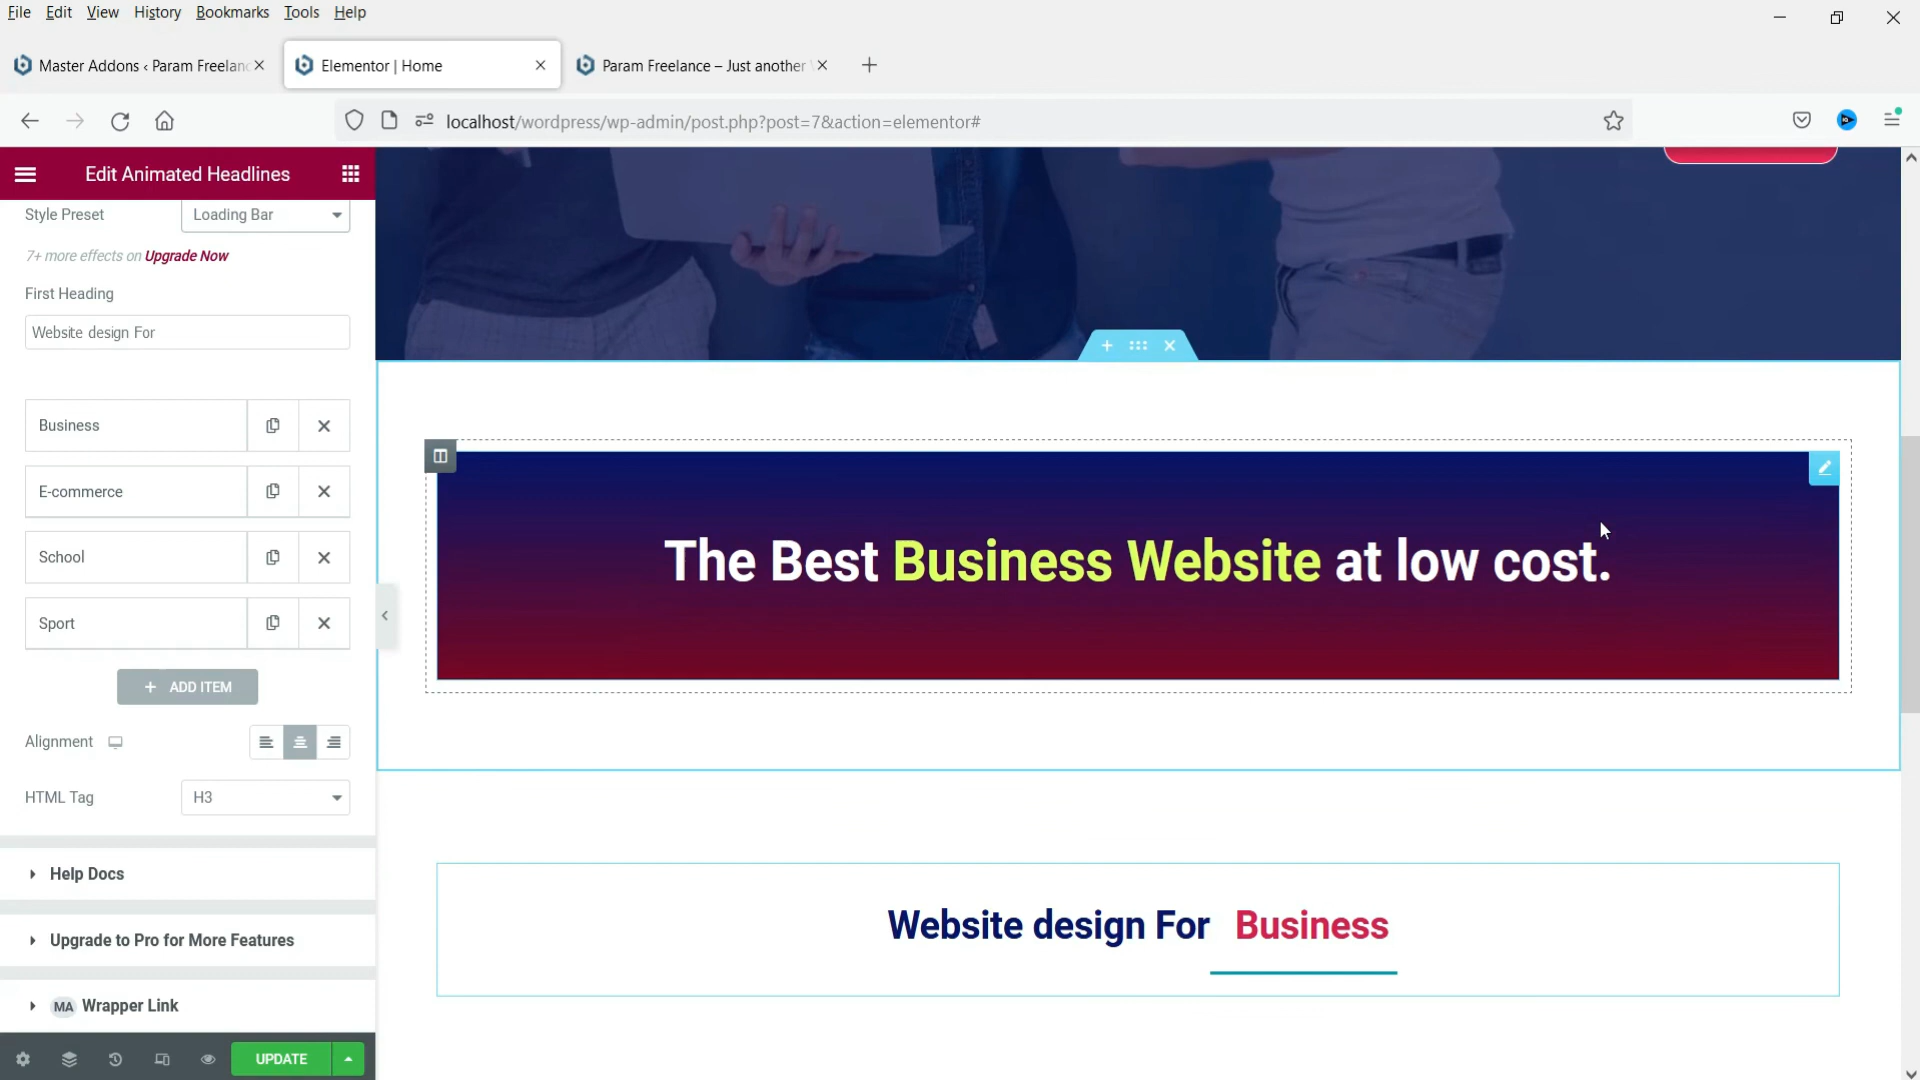 File Edit View History Bookmarks Tools Help
Master Addons ‹ Param Freelanc
Elementor | Home
Param Freelance – Just another
localhost/wordpress/wp-admin/post.php?post=7&action=elementor#
Edit Animated Headlines
Style Preset
Loading Bar
7+ more effects on Upgrade Now
First Heading
Website design For
Business
E-commerce
School
Sport
+ ADD ITEM
Alignment
HTML Tag
H3
Help Docs
Upgrade to Pro for More Features
MA Wrapper Link
UPDATE
The Best Business Website at low cost.
Website design For Business